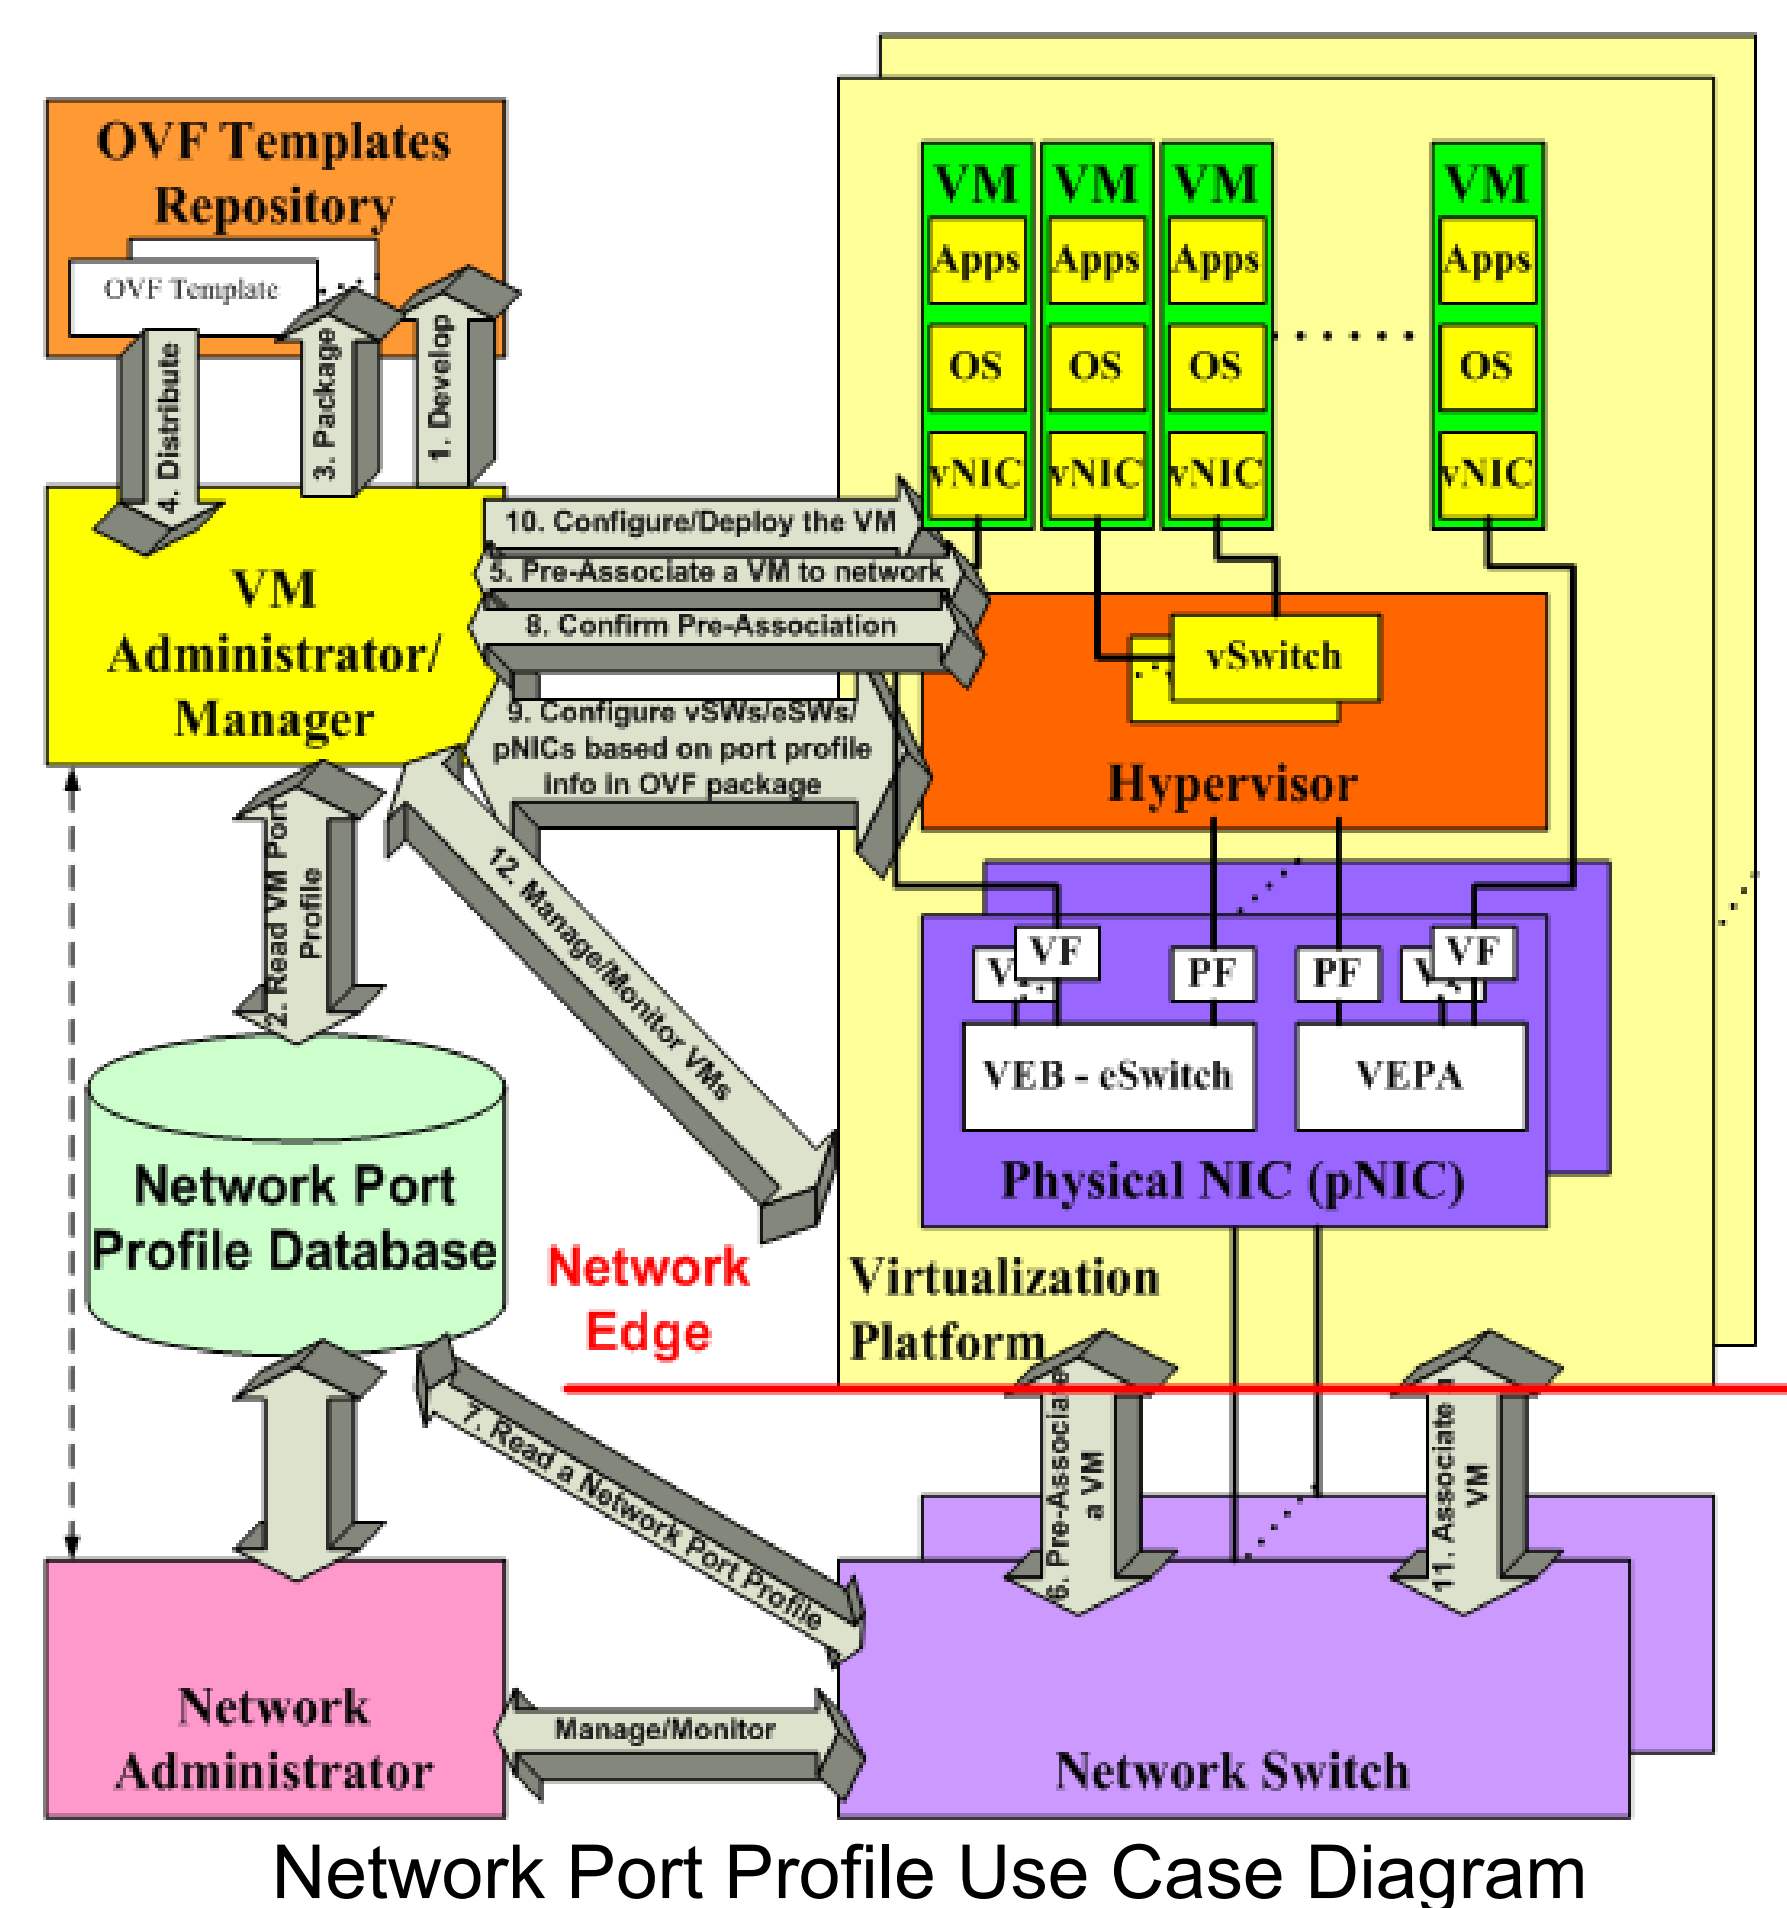 OVF Templates
Repository
OVF Template
4. Distribute
3. Package
1. Develop
VM
Administrator/
Manager
10. Configure/Deploy the VM
5. Pre-Associate a VM to network
8. Confirm Pre-Association
9. Configure vSWs/eSWs/
pNICs based on port profile
info in OVF package
12. Manage/Monitor VMs
2. Read VM Port
Profile
Network Port
Profile Database
7. Read a Network Port Profile
Network
Administrator
Manage/Monitor
Network
Edge
VM
Apps
OS
vNIC
VM
Apps
OS
vNIC
VM
Apps
OS
vNIC
VM
Apps
OS
vNIC
vSwitch
Hypervisor
VF
PF
PF
VF
VEB - eSwitch
VEPA
Physical NIC (pNIC)
Virtualization
Platform
6. Pre-Associate
a VM
11. Associate
VM
Network Switch
Network Port Profile Use Case Diagram